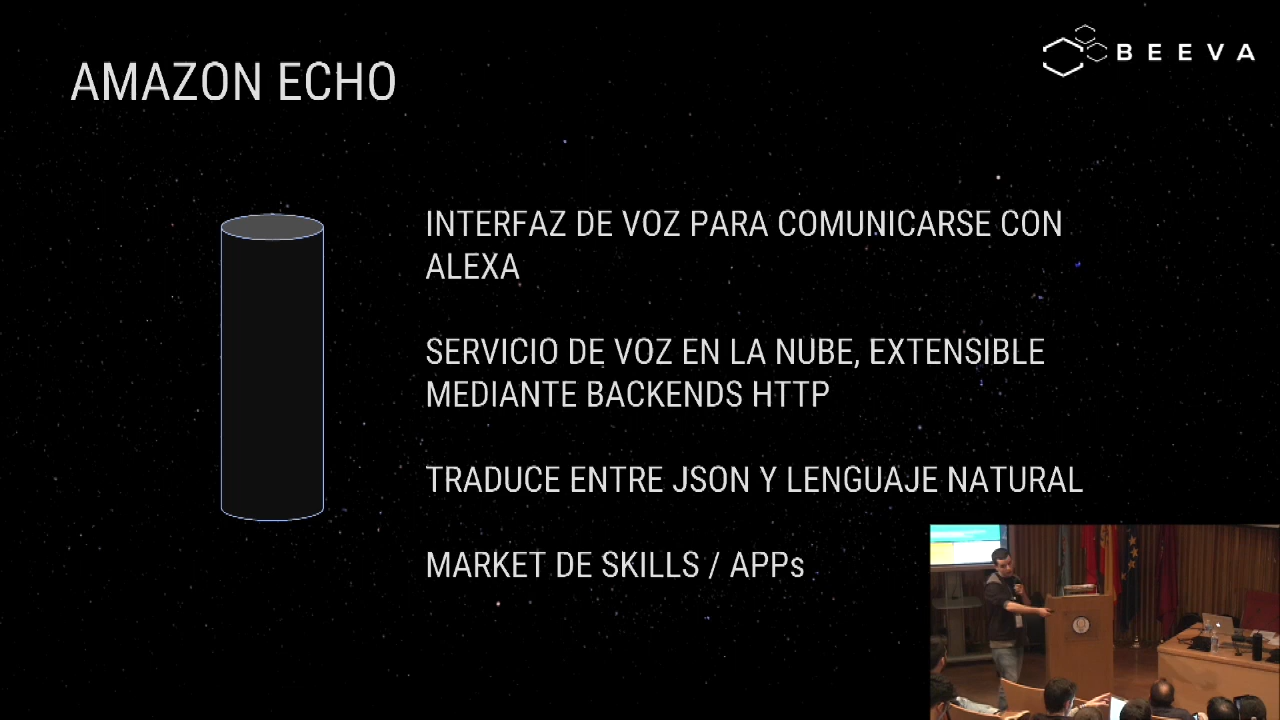 AMAZON ECHO
BEEVA
INTERFAZ DE VOZ PARA COMUNICARSE CON
ALEXA
SERVICIO DE VOZ EN LA NUBE, EXTENSIBLE
MEDIANTE BACKENDS HTTP
TRADUCE ENTRE JSON Y LENGUAJE NATURAL
MARKET DE SKILLS / APPs